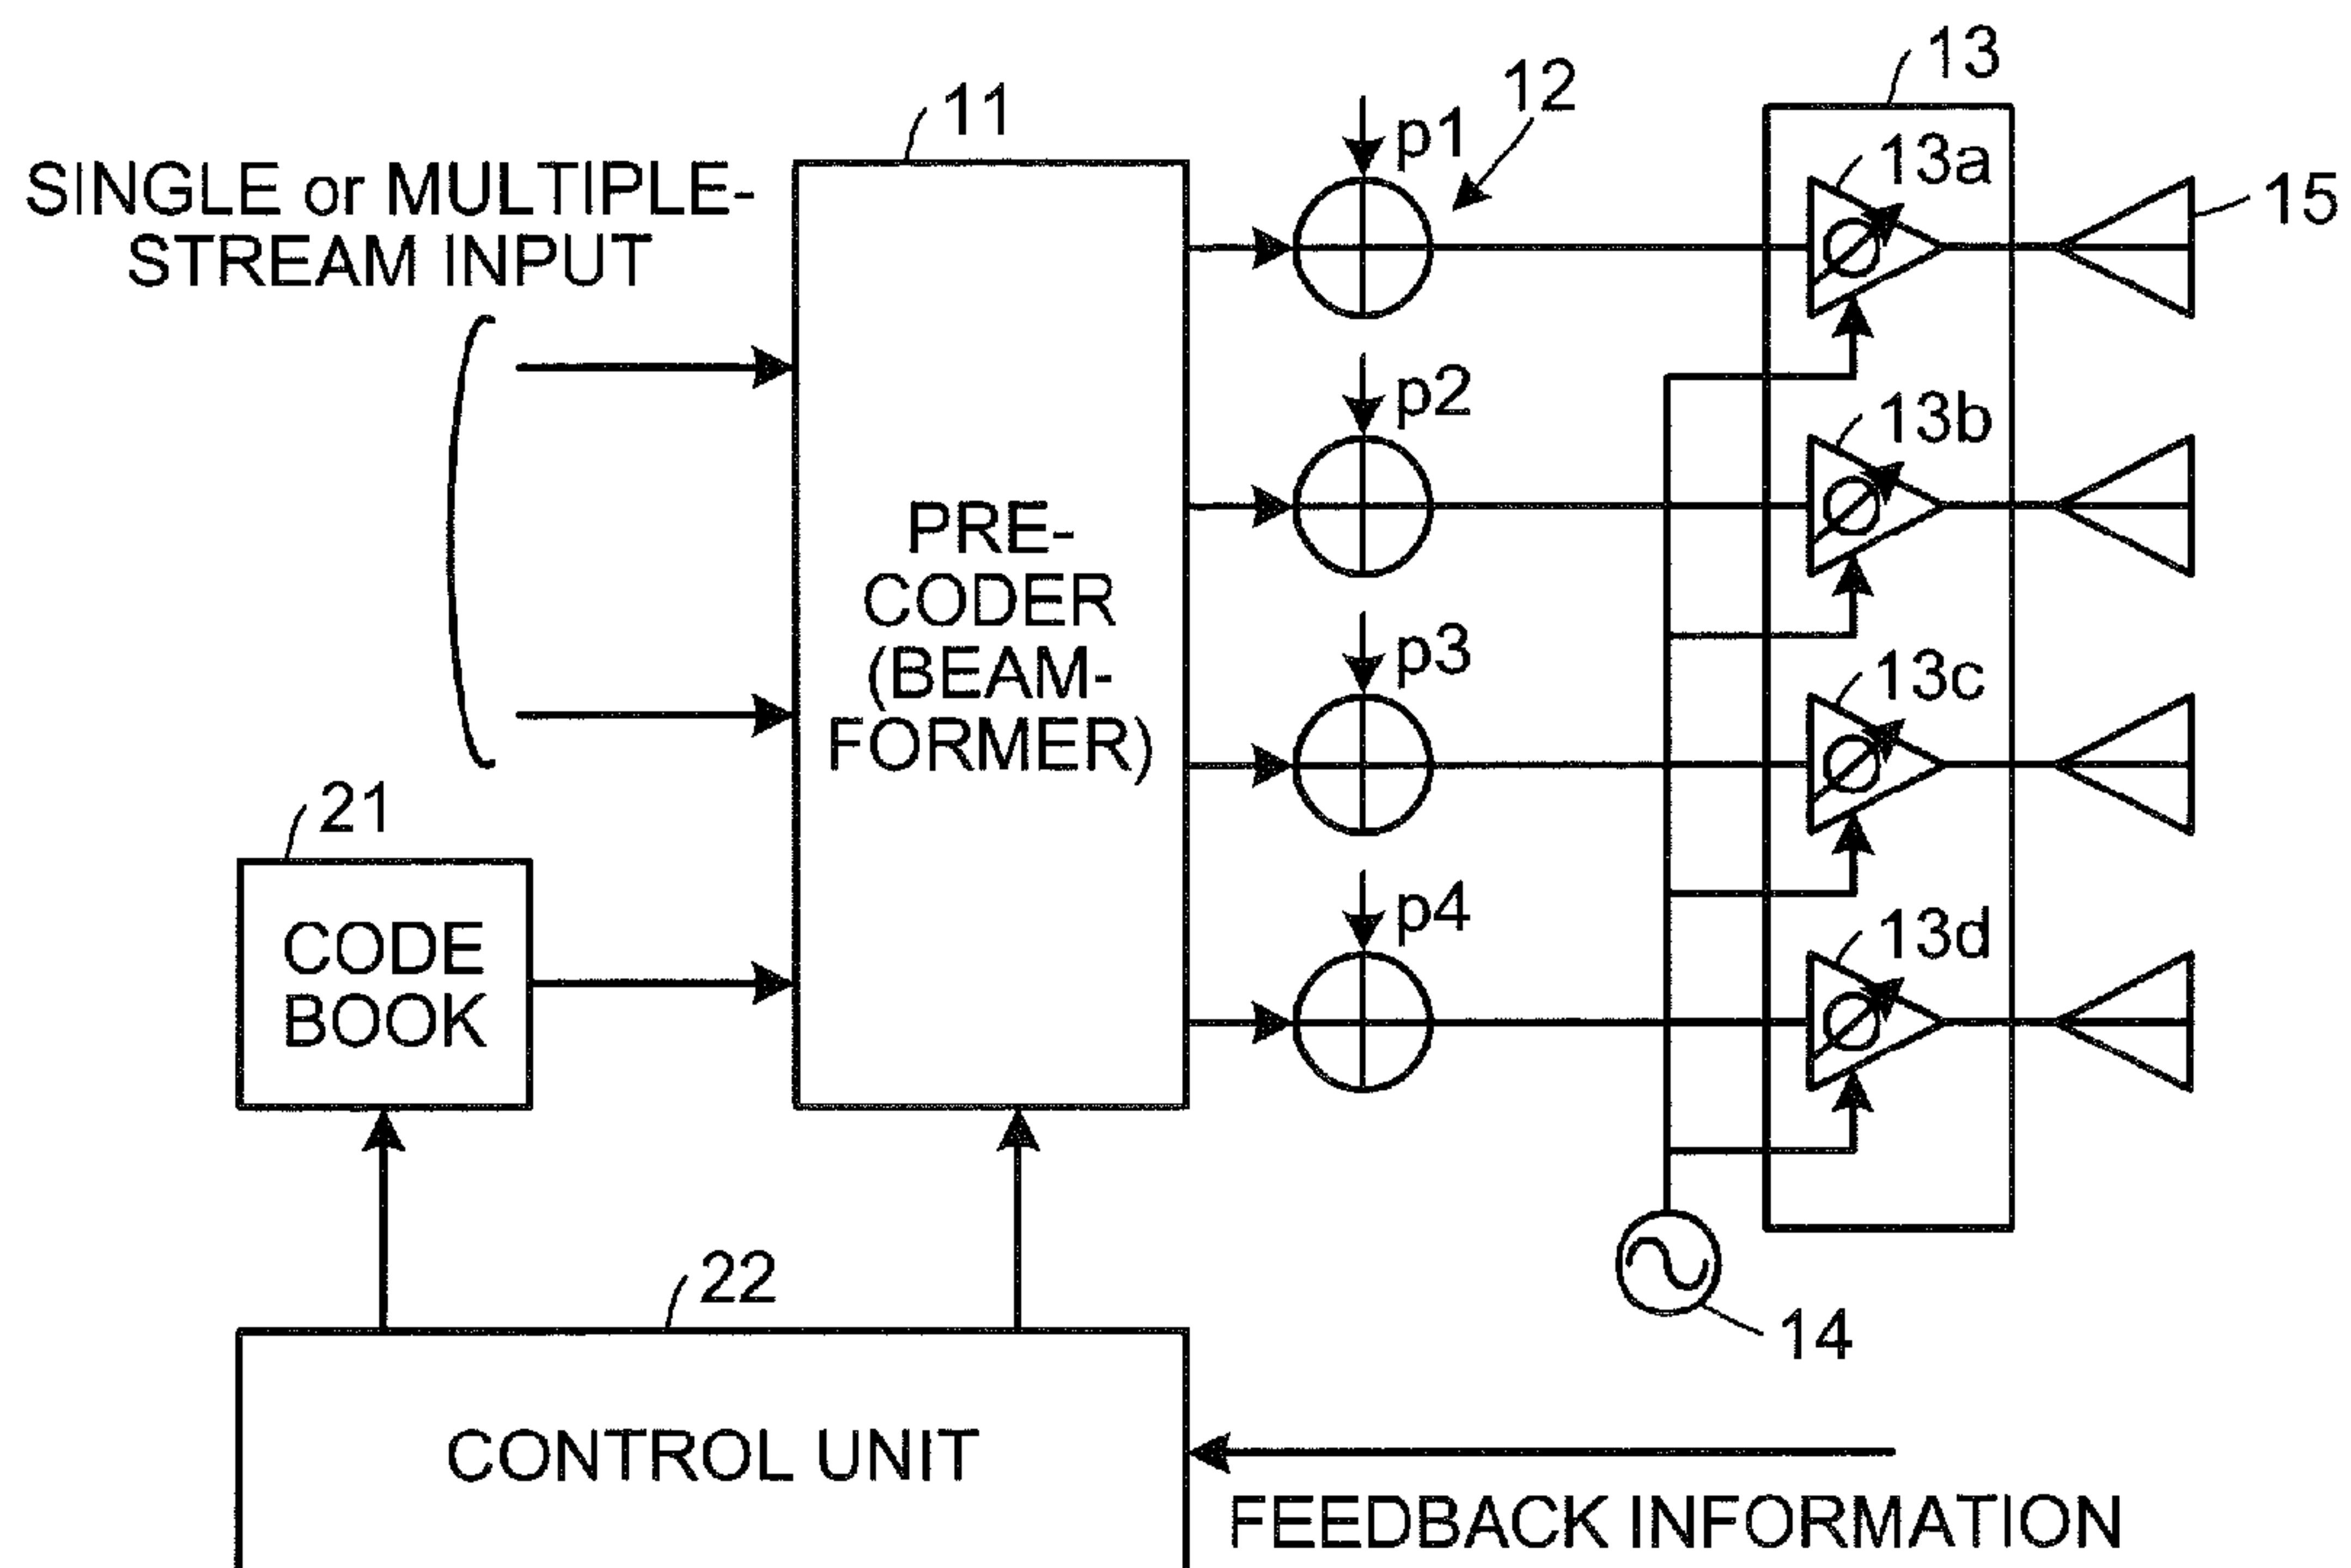 13
12
11
p1
13a
SINGLE or MULTIPLE-
STREAM INPUT
15
p2
13b
PRE-
CODER
(BEAM-
FORMER)
p3
13c
21
p4
13d
CODE
BOOK
22
14
CONTROL UNIT
FEEDBACK INFORMATION